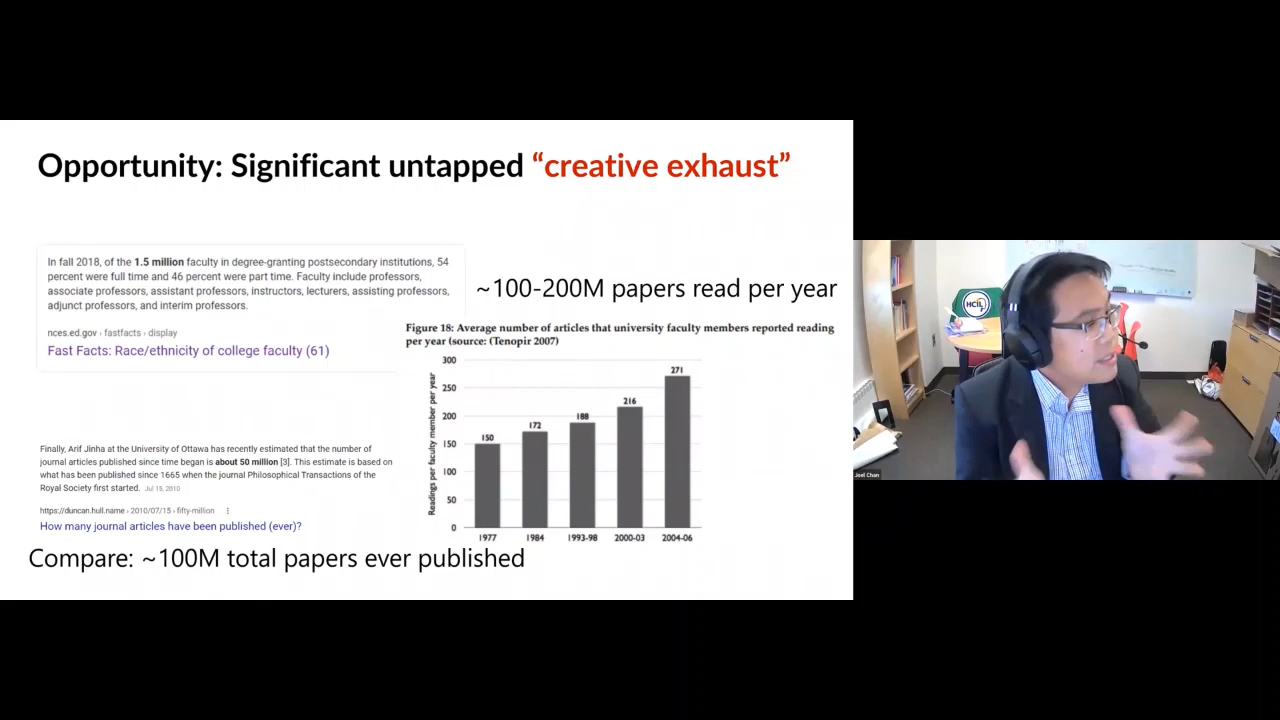 Opportunity: Significant untapped “creative exhaust”
In fall 2018, of the 1.5 million faculty in degree-granting postsecondary institutions, 54
percent were full time and 46 percent were part time. Faculty include professors,
associate professors, assistant professors, instructors, lecturers, assisting professors,
adjunct professors, and interim professors.
nces.ed.gov › fastfacts › display
Fast Facts: Race/ethnicity of college faculty (61)
~100-200M papers read per year
Figure 18: Average number of articles that university faculty members reported reading
per year (source: (Tenopir 2007)
Readings per faculty member per year
300
250
200
150
100
50
0
150
172
188
216
271
1977
1984
1993-98
2000-03
2004-06
Finally, Arif Jinha at the University of Ottawa has recently estimated that the number of
journal articles published since time began is about 50 million [3]. This estimate is based on
what has been published since 1665 when the journal Philosophical Transactions of the
Royal Society first started. Jul 15, 2010
https://duncan.hull.name › 2010/07/15 › fifty-million
How many journal articles have been published (ever)?
Compare: ~100M total papers ever published
HCIL
Joel Chan